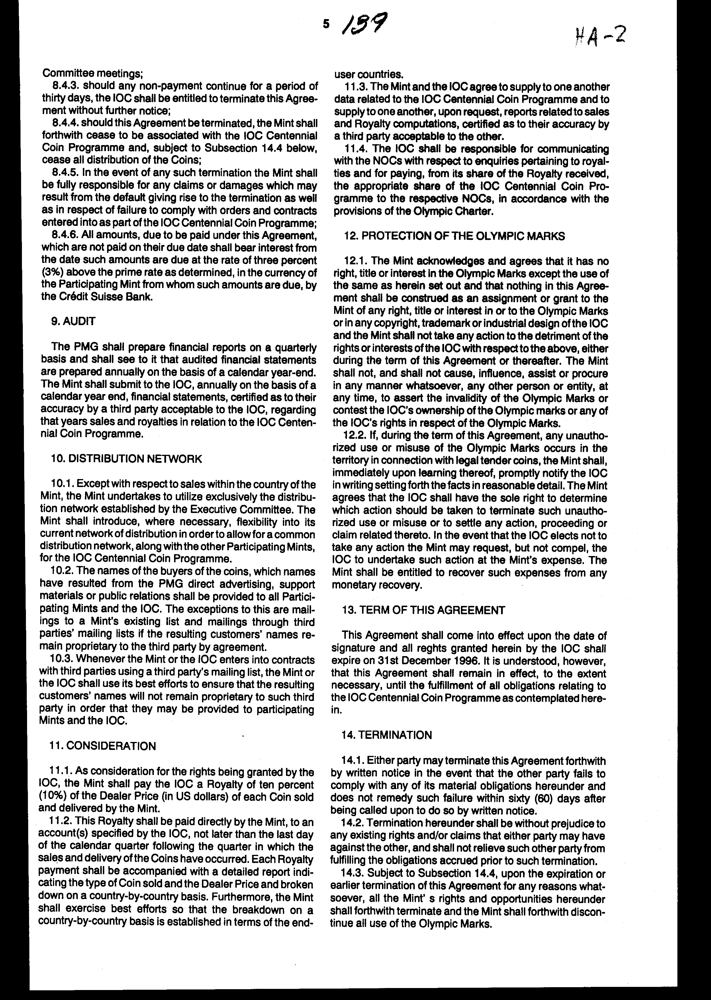 5 139
HA-2
Committee meetings;
8.4.3. should any non-payment continue for a period of
thirty days, the IOC shall be entitled to terminate this Agree-
ment without further notice;
8.4.4. should this Agreement be terminated, the Mint shall
forthwith cease to be associated with the IOC Centennial
Coin Programme and, subject to Subsection 14.4 below,
cease all distribution of the Coins;
8.4.5. In the event of any such termination the Mint shall
be fully responsible for any claims or damages which may
result from the default giving rise to the termination as well
as in respect of failure to comply with orders and contracts
entered into as part of the IOC Centennial Coin Programme;
8.4.6. All amounts, due to be paid under this Agreement,
which are not paid on their due date shall bear interest from
the date such amounts are due at the rate of three percent
(3%) above the prime rate as determined, in the currency of
the Participating Mint from whom such amounts are due, by
the Crédit Suisse Bank.
9. AUDIT
The PMG shall prepare financial reports on a quarterly
basis and shall see to it that audited financial statements
are prepared annually on the basis of a calendar year-end.
The Mint shall submit to the IOC, annually on the basis of a
calendar year end, financial statements, certified as to their
accuracy by a third party acceptable to the IOC, regarding
that years sales and royalties in relation to the IOC Centen-
nial Coin Programme.
10. DISTRIBUTION NETWORK
10.1. Except with respect to sales within the country of the
Mint, the Mint undertakes to utilize exclusively the distribu-
tion network established by the Executive Committee. The
Mint shall introduce, where necessary, flexibility into its
current network of distribution in order to allow for a common
distribution network, along with the other Participating Mints,
for the IOC Centennial Coin Programme.
10.2. The names of the buyers of the coins, which names
have resulted from the PMG direct advertising, support
materials or public relations shall be provided to all Partici-
pating Mints and the IOC. The exceptions to this are mail-
ings to a Mint's existing list and mailings through third
parties' mailing lists if the resulting customers' names re-
main proprietary to the third party by agreement.
10.3. Whenever the Mint or the IOC enters into contracts
with third parties using a third party's mailing list, the Mint or
the IOC shall use its best efforts to ensure that the resulting
customers' names will not remain proprietary to such third
party in order that they may be provided to participating
Mints and the IOC.
11. CONSIDERATION
11.1. As consideration for the rights being granted by the
IOC, the Mint shall pay the IOC a Royalty of ten percent
(10%) of the Dealer Price (in US dollars) of each Coin sold
and delivered by the Mint.
11.2. This Royalty shall be paid directly by the Mint, to an
account(s) specified by the IOC, not later than the last day
of the calendar quarter following the quarter in which the
sales and delivery of the Coins have occurred. Each Royalty
payment shall be accompanied with a detailed report indi-
cating the type of Coin sold and the Dealer Price and broken
down on a country-by-country basis. Furthermore, the Mint
shall exercise best efforts so that the breakdown on a
country-by-country basis is established in terms of the end-
user countries.
11.3. The Mint and the IOC agree to supply to one another
data related to the IOC Centennial Coin Programme and to
supply to one another, upon request, reports related to sales
and Royalty computations, certified as to their accuracy by
a third party acceptable to the other.
11.4. The IOC shall be responsible for communicating
with the NOCs with respect to enquiries pertaining to royal-
ties and for paying, from its share of the Royalty received,
the appropriate share of the IOC Centennial Coin Pro-
gramme to the respective NOCs, in accordance with the
provisions of the Olympic Charter.
12. PROTECTION OF THE OLYMPIC MARKS
12.1. The Mint acknowledges and agrees that it has no
right, title or interest in the Olympic Marks except the use of
the same as herein set out and that nothing in this Agree-
ment shall be construed as an assignment or grant to the
Mint of any right, title or interest in or to the Olympic Marks
or in any copyright, trademark or industrial design of the IOC
and the Mint shall not take any action to the detriment of the
rights or interests of the IOC with respect to the above, either
during the term of this Agreement or thereafter. The Mint
shall not, and shall not cause, influence, assist or procure
in any manner whatsoever, any other person or entity, at
any time, to assert the invalidity of the Olympic Marks or
contest the IOC's ownership of the Olympic marks or any of
the IOC's rights in respect of the Olympic Marks.
12.2. If, during the term of this Agreement, any unautho-
rized use or misuse of the Olympic Marks occurs in the
territory in connection with legal tender coins, the Mint shall,
immediately upon learning thereof, promptly notify the IOC
in writing setting forth the facts in reasonable detail. The Mint
agrees that the IOC shall have the sole right to determine
which action should be taken to terminate such unautho-
rized use or misuse or to settle any action, proceeding or
claim related thereto. In the event that the IOC elects not to
take any action the Mint may request, but not compel, the
IOC to undertake such action at the Mint's expense. The
Mint shall be entitled to recover such expenses from any
monetary recovery.
13. TERM OF THIS AGREEMENT
This Agreement shall come into effect upon the date of
signature and all reghts granted herein by the IOC shall
expire on 31st December 1996. It is understood, however,
that this Agreement shall remain in effect, to the extent
necessary, until the fulfillment of all obligations relating to
the IOC Centennial Coin Programme as contemplated here-
in.
14. TERMINATION
14.1. Either party may terminate this Agreement forthwith
by written notice in the event that the other party fails to
comply with any of its material obligations hereunder and
does not remedy such failure within sixty (60) days after
being called upon to do so by written notice.
14.2. Termination hereunder shall be without prejudice to
any existing rights and/or claims that either party may have
against the other, and shall not relieve such other party from
fulfilling the obligations accrued prior to such termination.
14.3. Subject to Subsection 14.4, upon the expiration or
earlier termination of this Agreement for any reasons what-
soever, all the Mint' s rights and opportunities hereunder
shall forthwith terminate and the Mint shall forthwith discon-
tinue all use of the Olympic Marks.